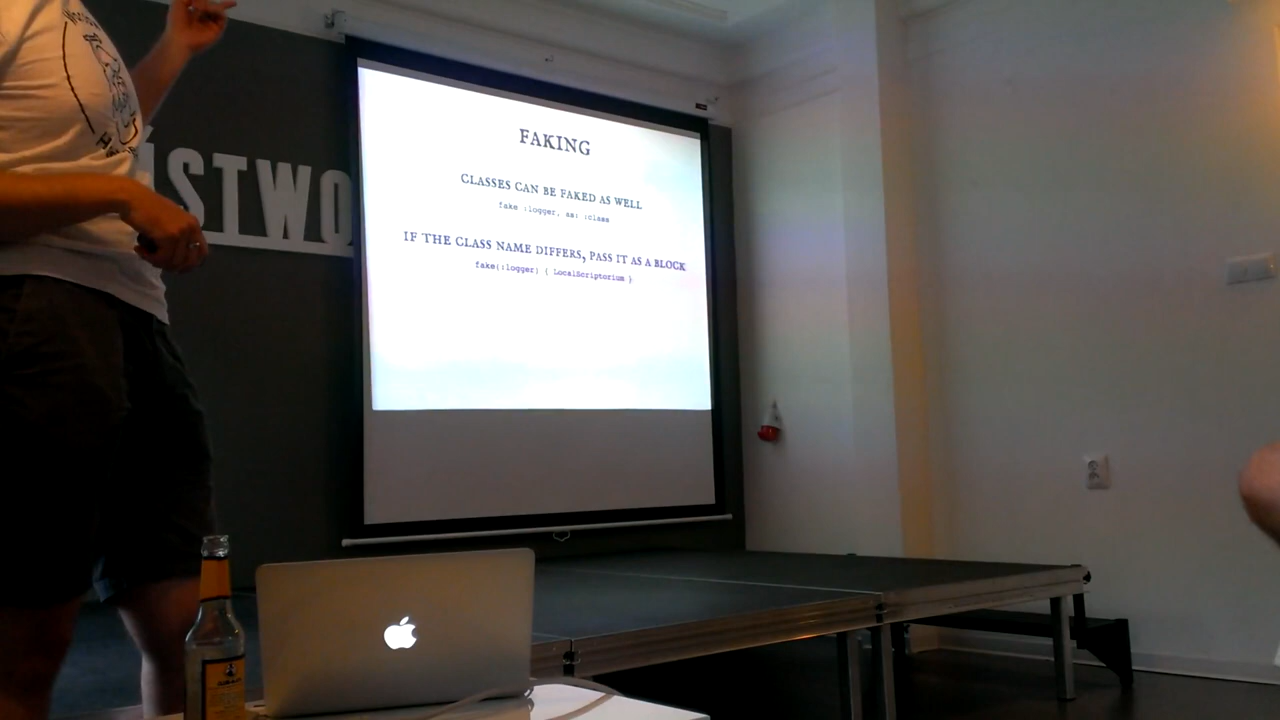 FAKING
CLASSES CAN BE FAKED AS WELL
fake :logger, as: :class
IF THE CLASS NAME DIFFERS, PASS IT AS A BLOCK
fake(:logger) { LocalScriptorium }
STWO